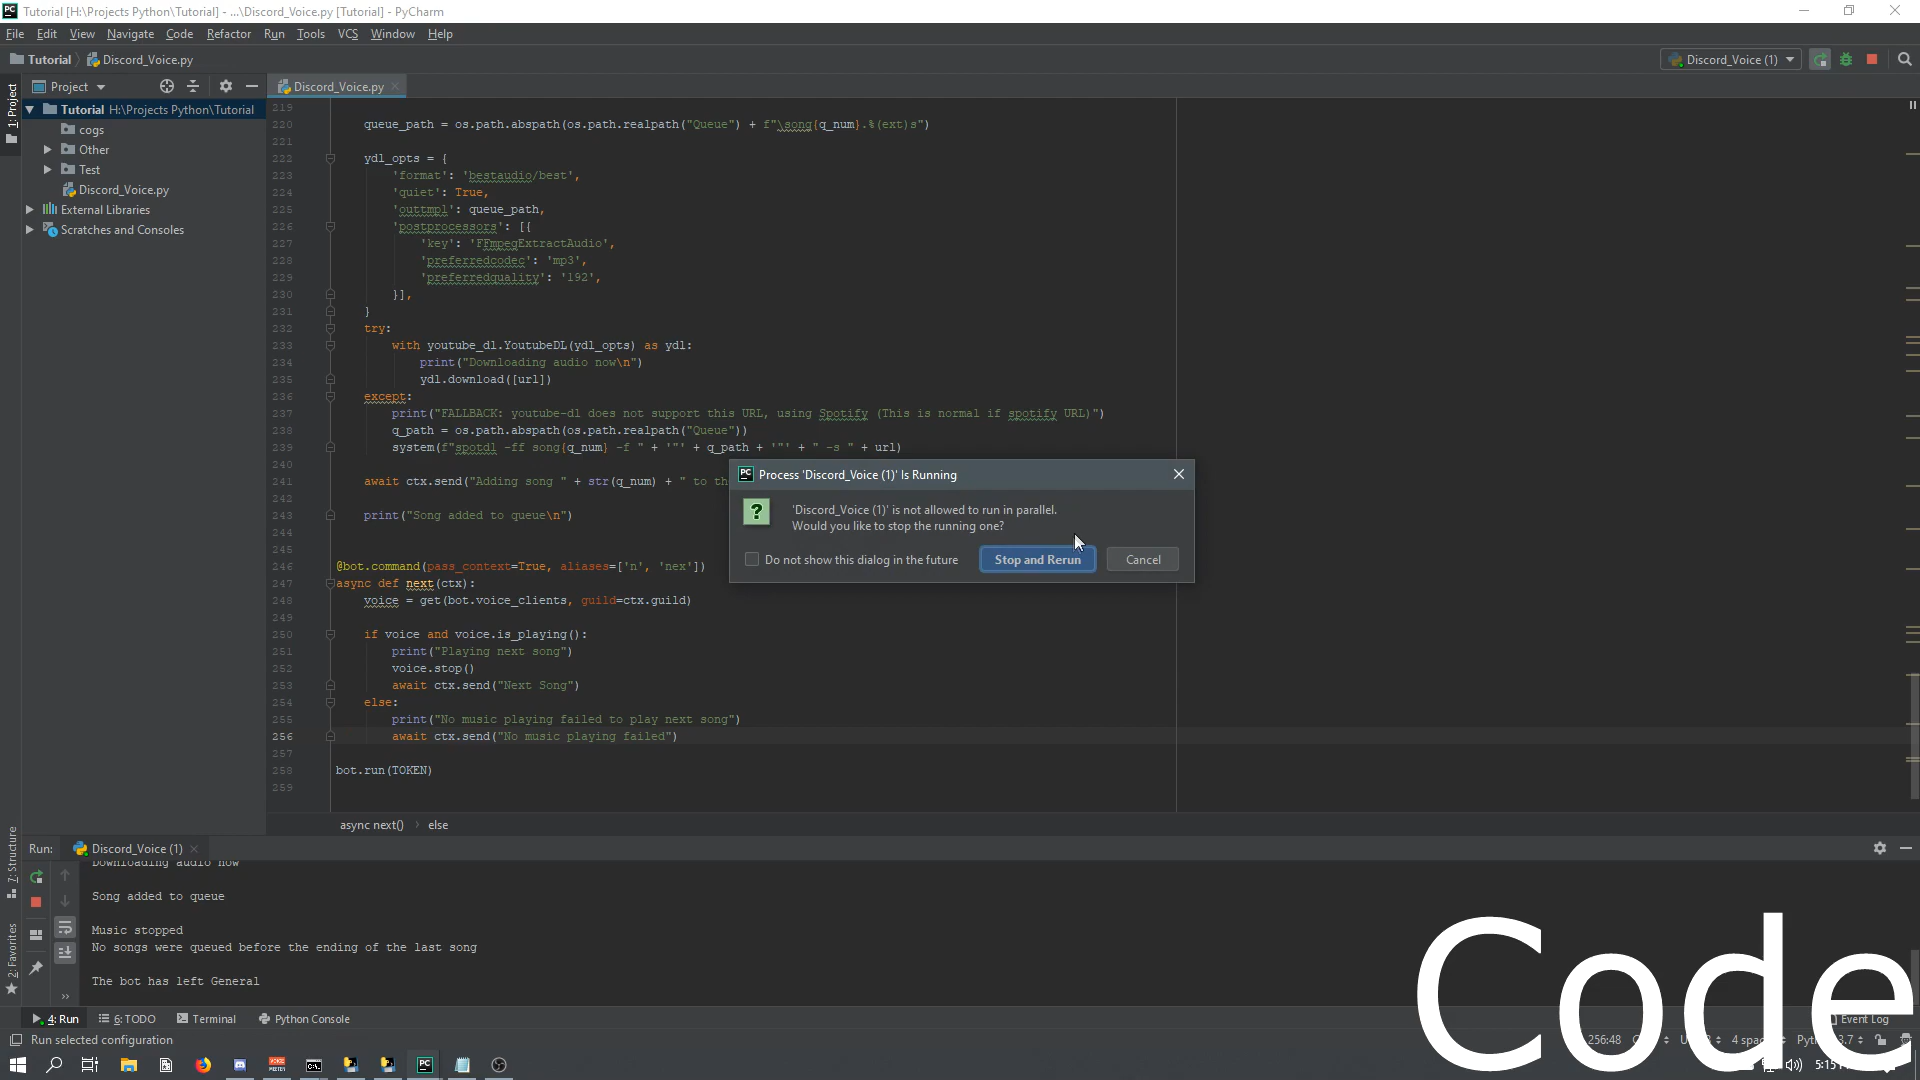 Tutorial [H:\Projects Python\Tutorial] - ...\Discord_Voice.py [Tutorial] - PyCharm
File Edit View Navigate Code Refactor Run Tools VCS Window Help
Tutorial Discord_Voice.py
Discord_Voice (1)
1: Project
Project
Discord_Voice.py
Tutorial H:\Projects Python\Tutorial
cogs
Other
Test
Discord_Voice.py
External Libraries
Scratches and Consoles
219
220 queue_path = os.path.abspath(os.path.realpath("Queue") + f"\song{q_num}.%(ext)s")
221
222 ydl_opts = {
223 'format': 'bestaudio/best',
224 'quiet': True,
225 'outtmpl': queue_path,
226 'postprocessors': [{
227 'key': 'FFmpegExtractAudio',
228 'preferredcodec': 'mp3',
229 'preferredquality': '192',
230 }],
231 }
232 try:
233 with youtube_dl.YoutubeDL(ydl_opts) as ydl:
234 print("Downloading audio now\n")
235 ydl.download([url])
236 except:
237 print("FALLBACK: youtube-dl does not support this URL, using Spotify (This is normal if spotify URL)")
238 q_path = os.path.abspath(os.path.realpath("Queue"))
239 system(f"spotdl -ff song{q_num} -f " + '"' + q_path + '"' + " -s " + url)
240
241 await ctx.send("Adding song " + str(q_num) + " to th
242
243 print("Song added to queue\n")
244
245
246 @bot.command(pass_context=True, aliases=['n', 'nex'])
247 async def next(ctx):
248 voice = get(bot.voice_clients, guild=ctx.guild)
249
250 if voice and voice.is_playing():
251 print("Playing next song")
252 voice.stop()
253 await ctx.send("Next Song")
254 else:
255 print("No music playing failed to play next song")
256 await ctx.send("No music playing failed")
257
258 bot.run(TOKEN)
259
Process 'Discord_Voice (1)' Is Running
?
'Discord_Voice (1)' is not allowed to run in parallel.
Would you like to stop the running one?
Do not show this dialog in the future Stop and Rerun Cancel
async next() else
7: Structure
2: Favorites
Run: Discord_Voice (1)
Downloading audio now
Song added to queue
Music stopped
No songs were queued before the ending of the last song
The bot has left General
Code
4: Run 6: TODO Terminal Python Console Event Log
Run selected configuration
256:48
4
3.7
5:15